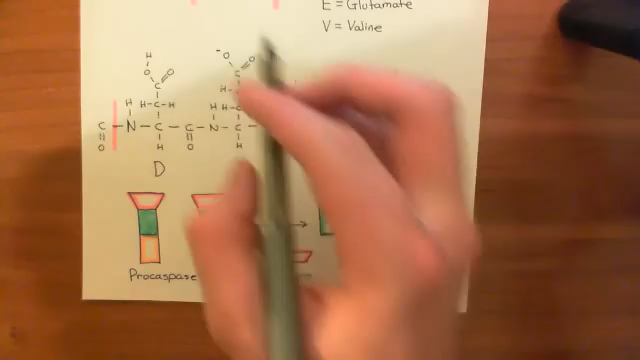 E = Glutamate
V = Valine
H
O O
C
H-C-H
H
C - N - C - C - N - C -
O H O H
D
- O O
C
H-
H H-C
Procaspase